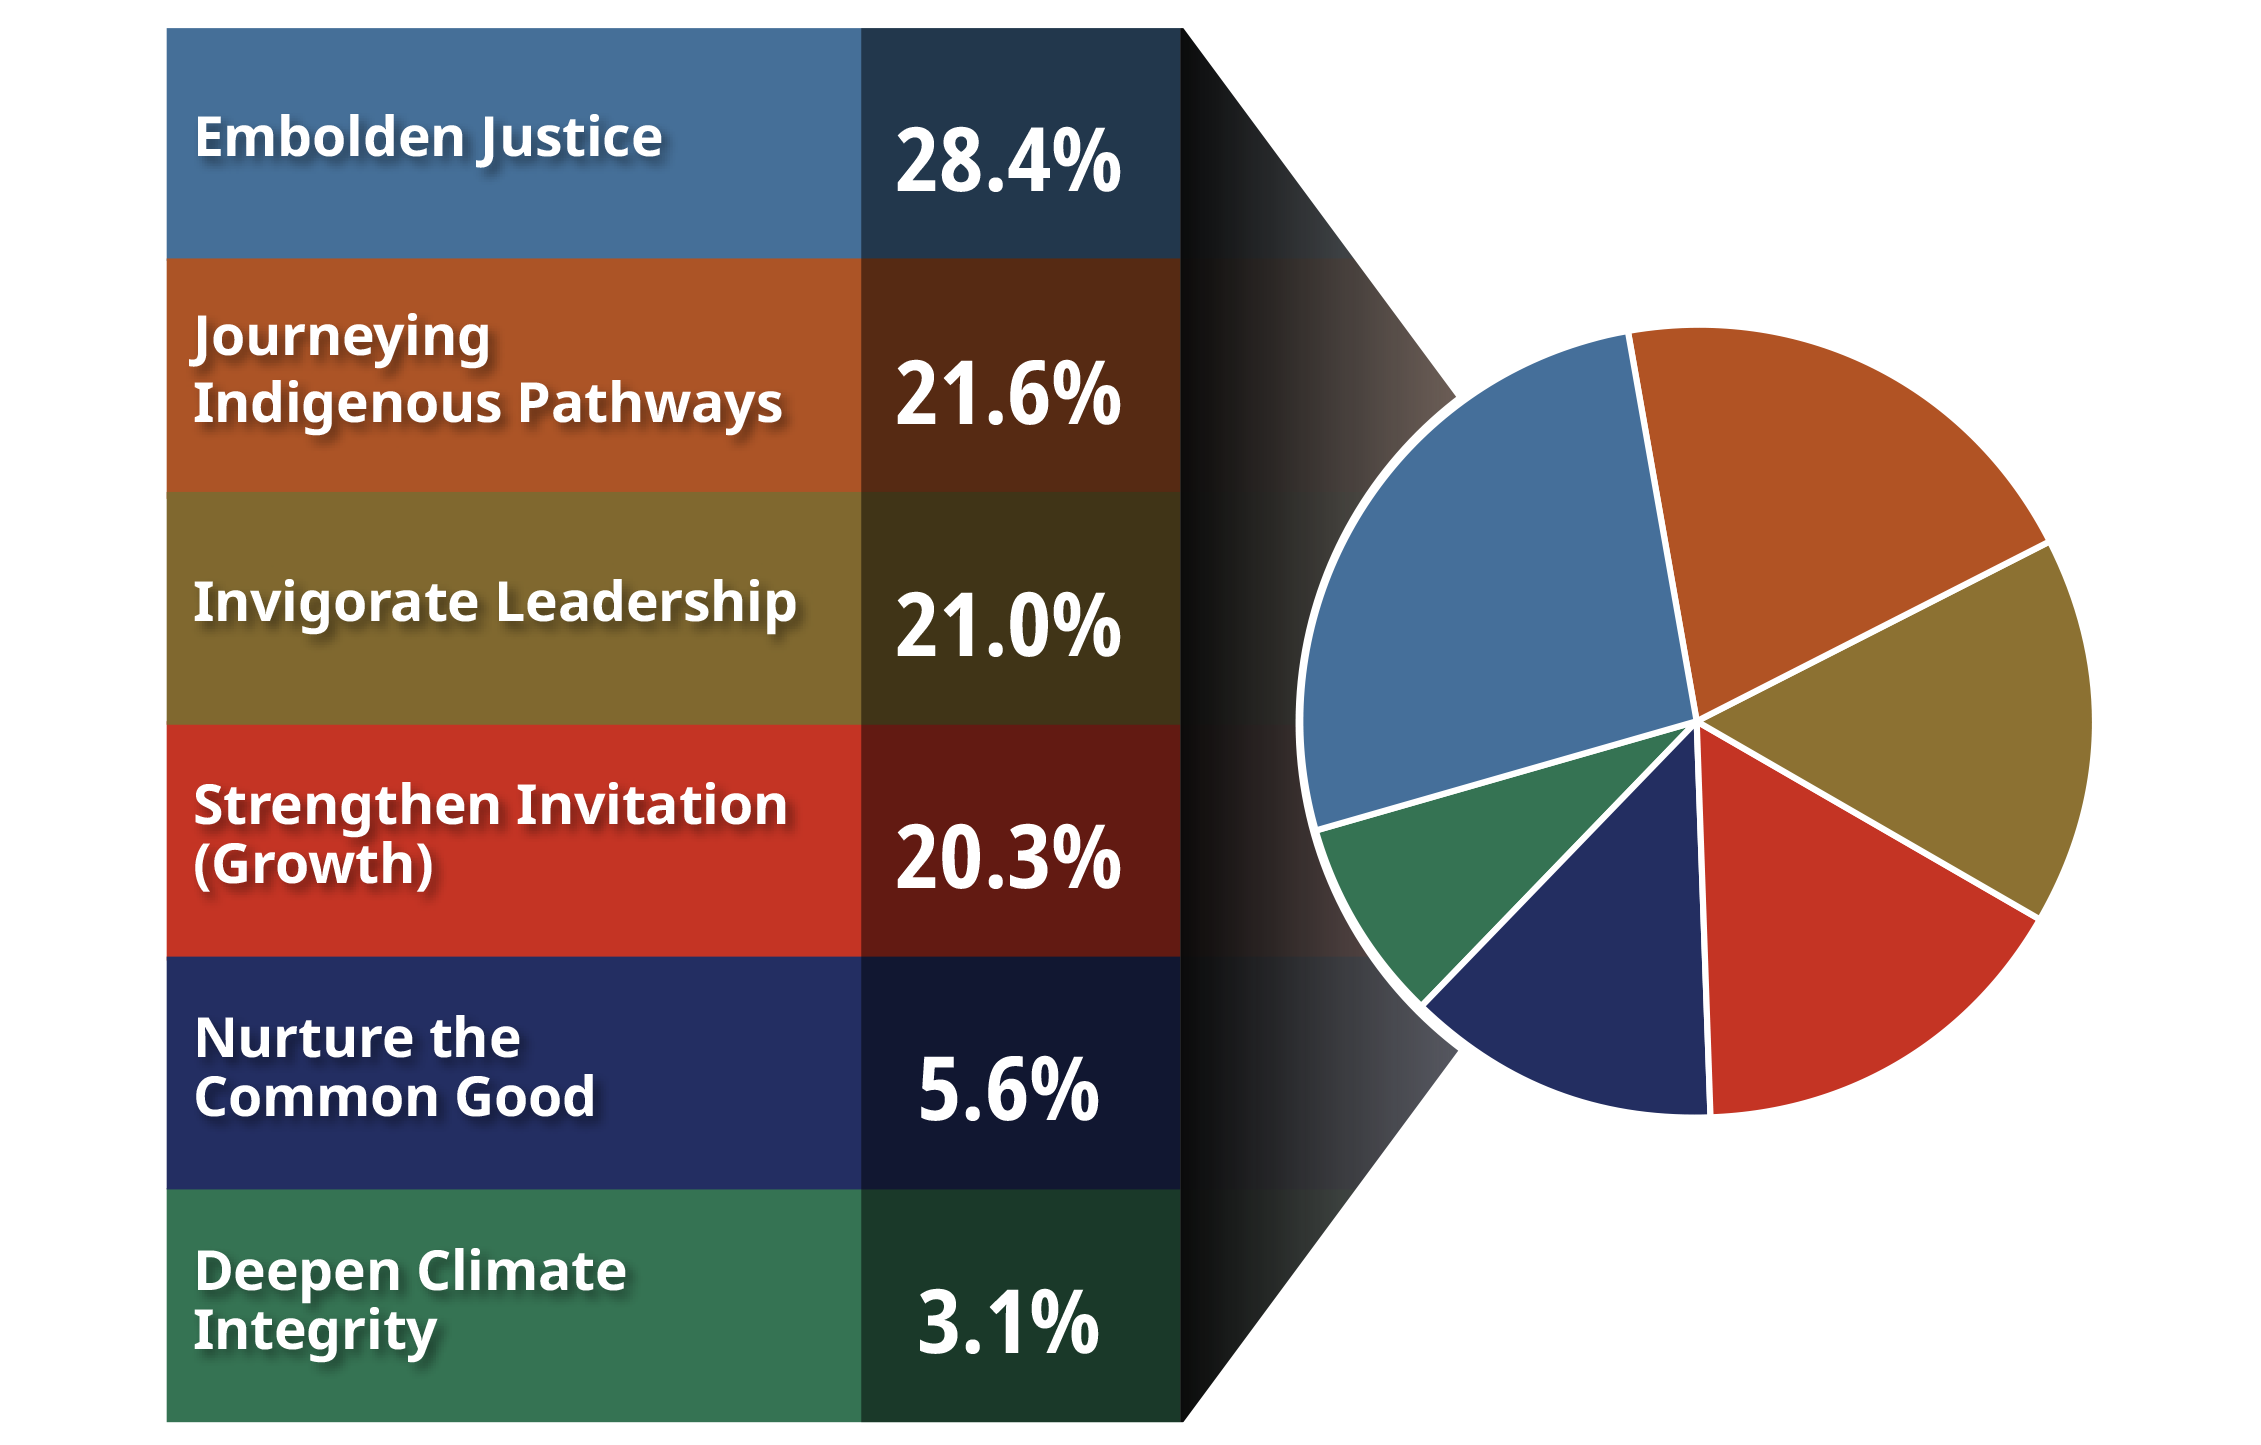 Embolden Justice
28.4%
Journeying
Indigenous Pathways
21.6%
Invigorate Leadership
21.0%
Strengthen Invitation
(Growth)
20.3%
Nurture the
Common Good
5.6%
Deepen Climate
Integrity
3.1%